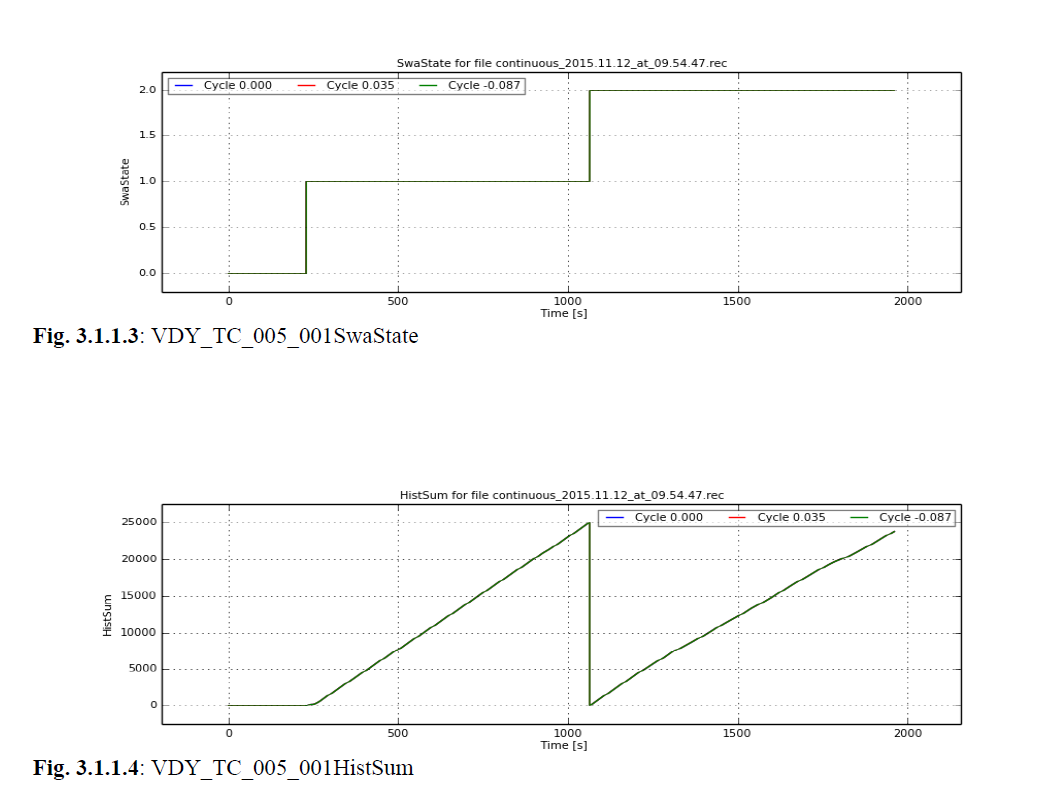 SwaState for file continuous_2015.11.12_at_09.54.47.rec
Cycle 0.000 Cycle 0.035 Cycle -0.087
2.0
1.5
1.0
0.5
0.0
SwaState
0 500 1000 1500 2000
Time [s]
Fig. 3.1.1.3: VDY_TC_005_001SwaState
HistSum for file continuous_2015.11.12_at_09.54.47.rec
Cycle 0.000 Cycle 0.035 Cycle -0.087
25000
20000
15000
10000
5000
0
HistSum
0 500 1000 1500 2000
Time [s]
Fig. 3.1.1.4: VDY_TC_005_001HistSum